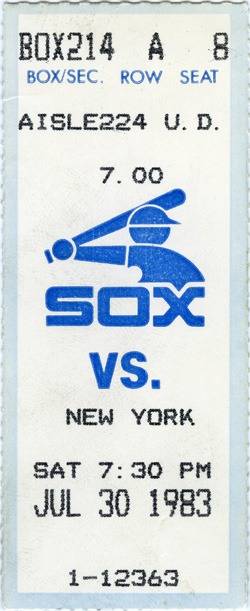 BOX214 A 8
BOX/SEC. ROW SEAT
AISLE224 U.D.
7.00
SOX
VS.
NEW YORK
SAT 7:30 PM
JUL 30 1983
1-12363